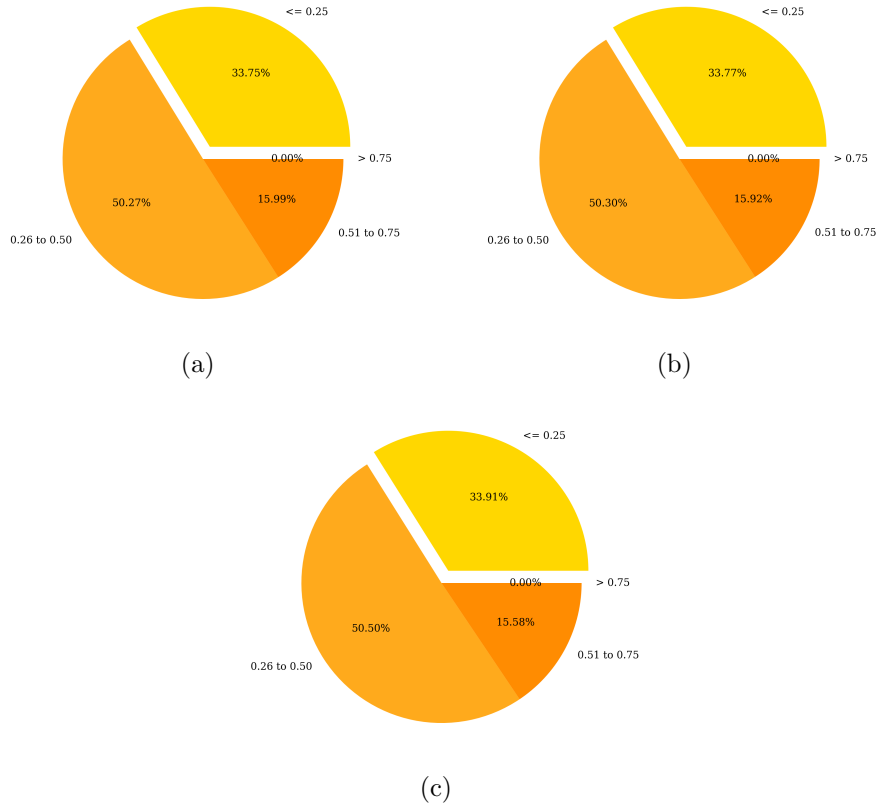 <= 0.25
33.75%
0.00%
> 0.75
50.27%
15.99%
0.26 to 0.50
0.51 to 0.75
(a)
<= 0.25
33.77%
0.00%
> 0.75
50.30%
15.92%
0.26 to 0.50
0.51 to 0.75
(b)
<= 0.25
33.91%
0.00%
> 0.75
50.50%
15.58%
0.26 to 0.50
0.51 to 0.75
(c)